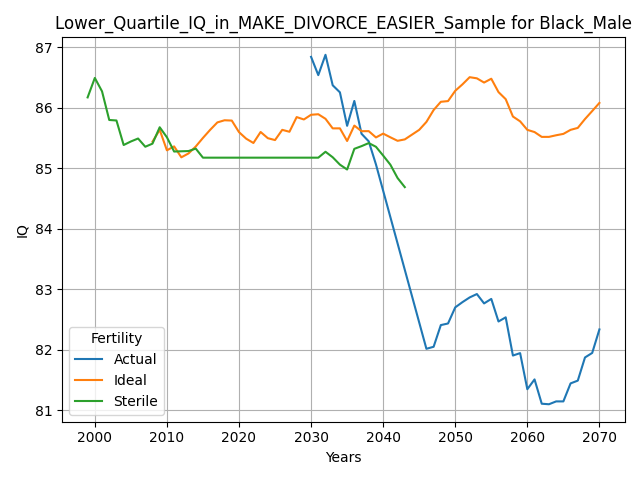 Lower_Quartile_IQ_in_MAKE_DIVORCE_EASIER_Sample for Black_Male
87
86
85
84
83
82
81
IQ
Fertility
Actual
Ideal
Sterile
2000 2010 2020 2030 2040 2050 2060 2070
Years